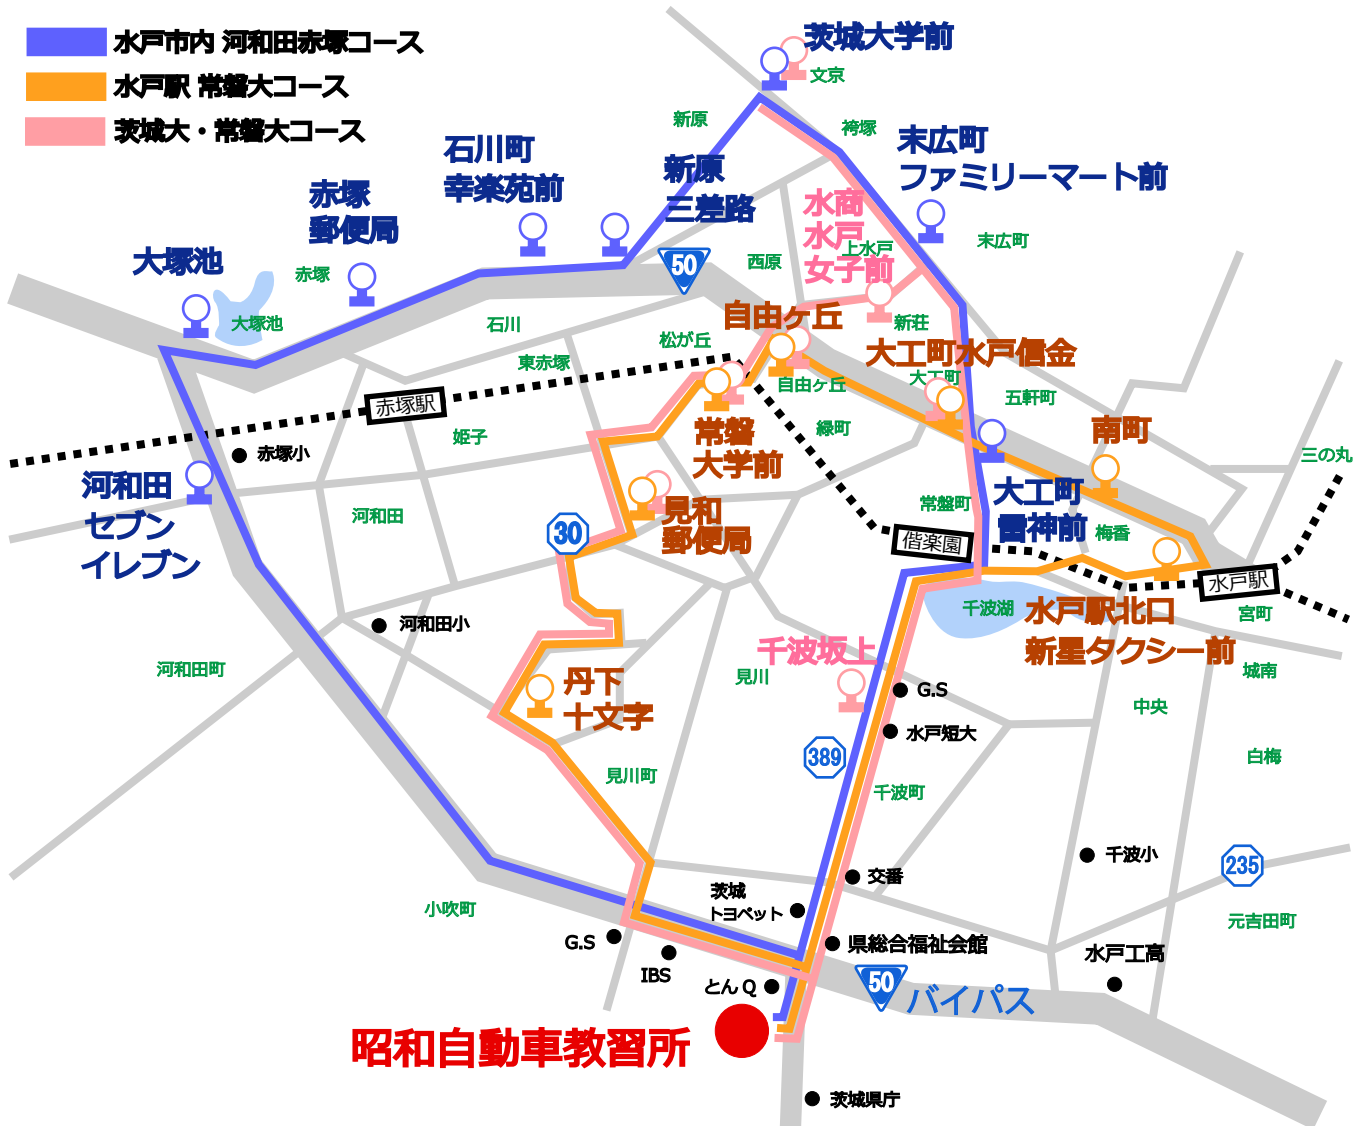 水戸市内 河和田赤塚コース
水戸駅 常磐大コース
茨城大・常磐大コース
茨城大学前
文京
新原
袴塚
石川町
幸楽苑前
新原
三差路
末広町
ファミリーマート前
赤塚
郵便局
水商
水戸
女子前
上水戸
末広町
大塚池
赤塚
西原
50
大塚池
石川
自由ヶ丘
新荘
松が丘
東赤塚
大工町水戸信金
自由ヶ丘
大工町
五軒町
赤塚駅
姫子
緑町
常磐
大学前
南町
赤塚小
三の丸
河和田
セブン
イレブン
見和
郵便局
大工町
雷神前
常盤町
河和田
30
偕楽園
梅香
水戸駅
千波湖
水戸駅北口
新星タクシー前
宮町
河和田小
千波坂上
河和田町
丹下
十文字
見川
城南
G.S
中央
水戸短大
389
白梅
見川町
千波町
千波小
235
交番
茨城
トヨペット
小吹町
元吉田町
G.S
県総合福祉会館
水戸工高
IBS
とんQ
50
バイパス
昭和自動車教習所
茨城県庁